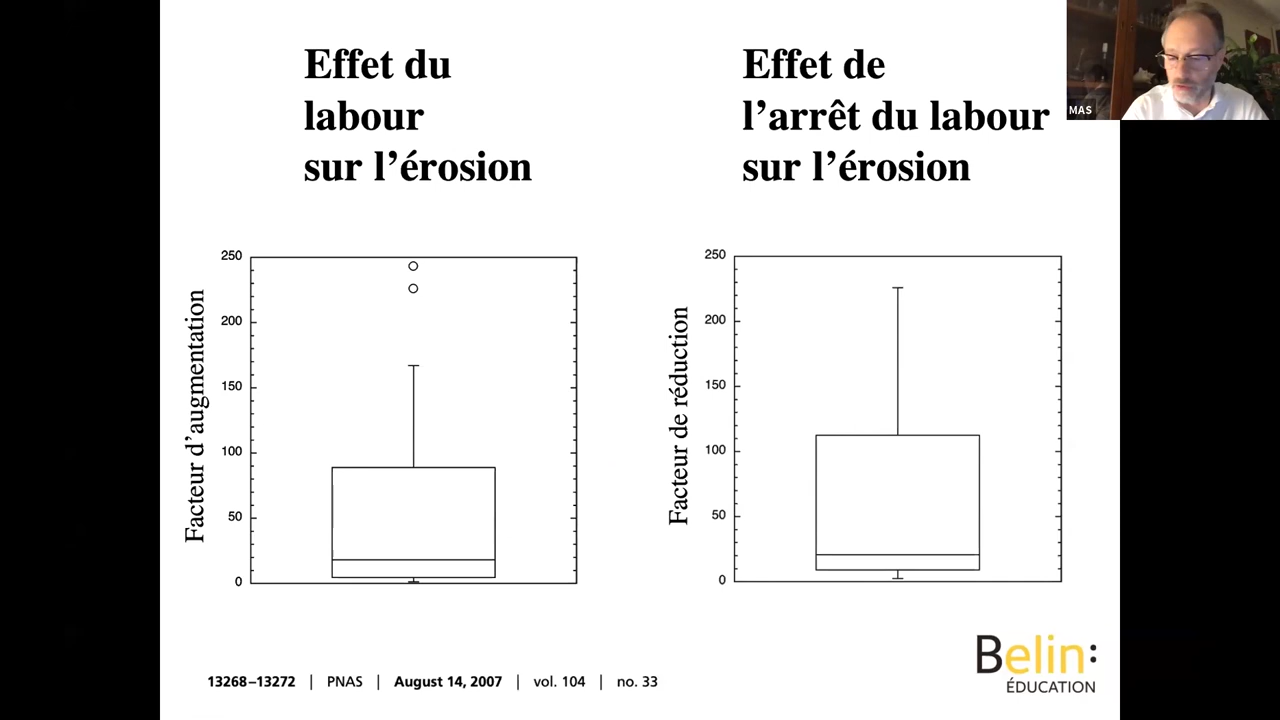 Effet du
labour
sur l’érosion
Effet de
l’arrêt du labour
sur l’érosion
MAS
Facteur d’augmentation
250
200
150
100
50
0
Facteur de réduction
250
200
150
100
50
0
Belin:
ÉDUCATION
13268–13272 | PNAS | August 14, 2007 | vol. 104 | no. 33